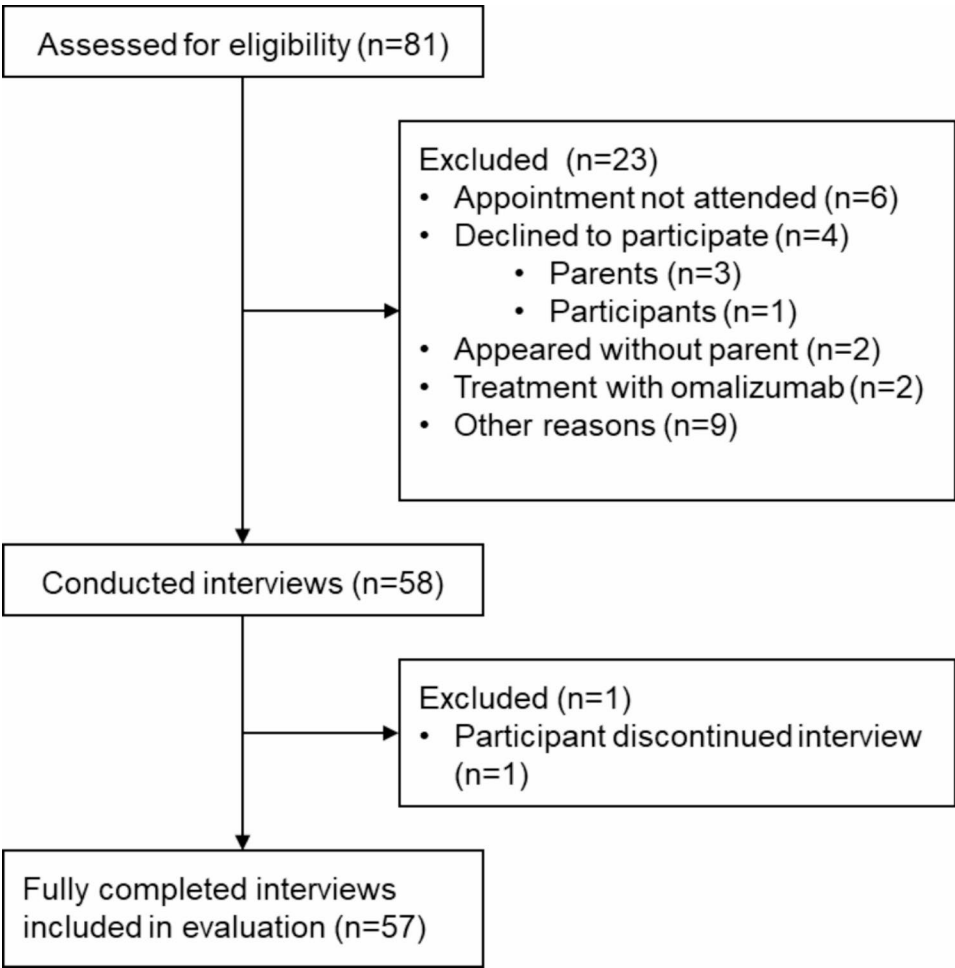 Assessed for eligibility (n=81)
Excluded (n=23)
• Appointment not attended (n=6)
• Declined to participate (n=4)
• Parents (n=3)
• Participants (n=1)
• Appeared without parent (n=2)
• Treatment with omalizumab (n=2)
• Other reasons (n=9)
Conducted interviews (n=58)
Excluded (n=1)
• Participant discontinued interview
(n=1)
Fully completed interviews
included in evaluation (n=57)